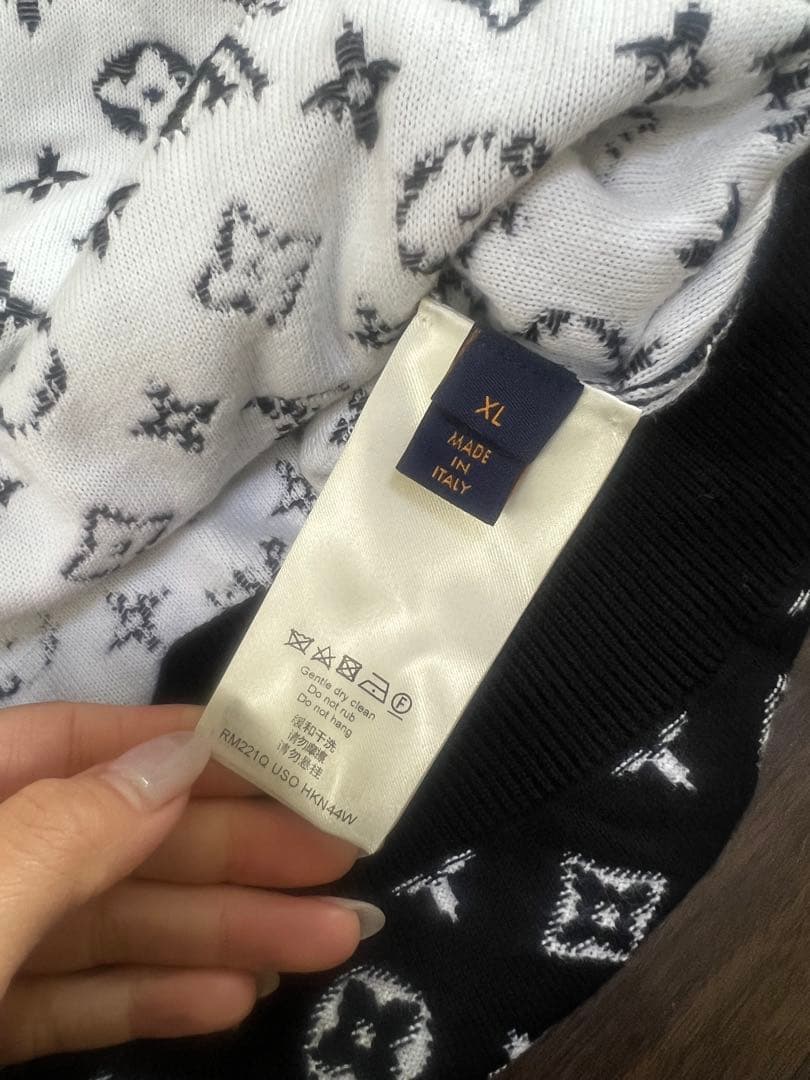 XL
MADE
IN
ITALY
F
Gentle dry clean
Do not rub
Do not hang
缓和干洗
请勿摩擦
请勿悬挂
RM221Q USO HKN44W